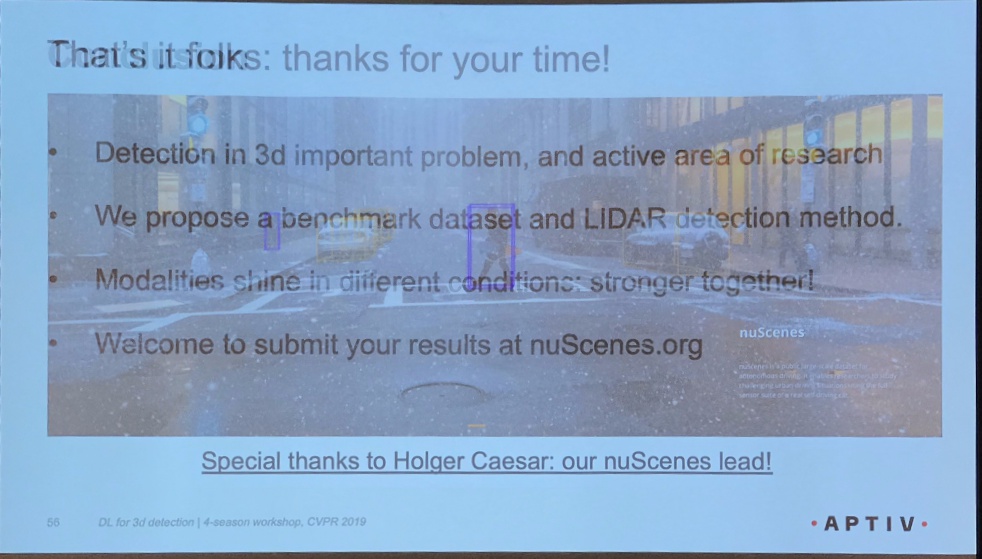 That's it folks: thanks for your time!
• Detection in 3d important problem, and active area of research
• We propose a benchmark dataset and LIDAR detection method.
• Modalities shine in different conditions: stronger together!
• Welcome to submit your results at nuScenes.org
nuScenes
Special thanks to Holger Caesar: our nuScenes lead!
56 DL for 3d detection | 4-season workshop, CVPR 2019
• APTIV •